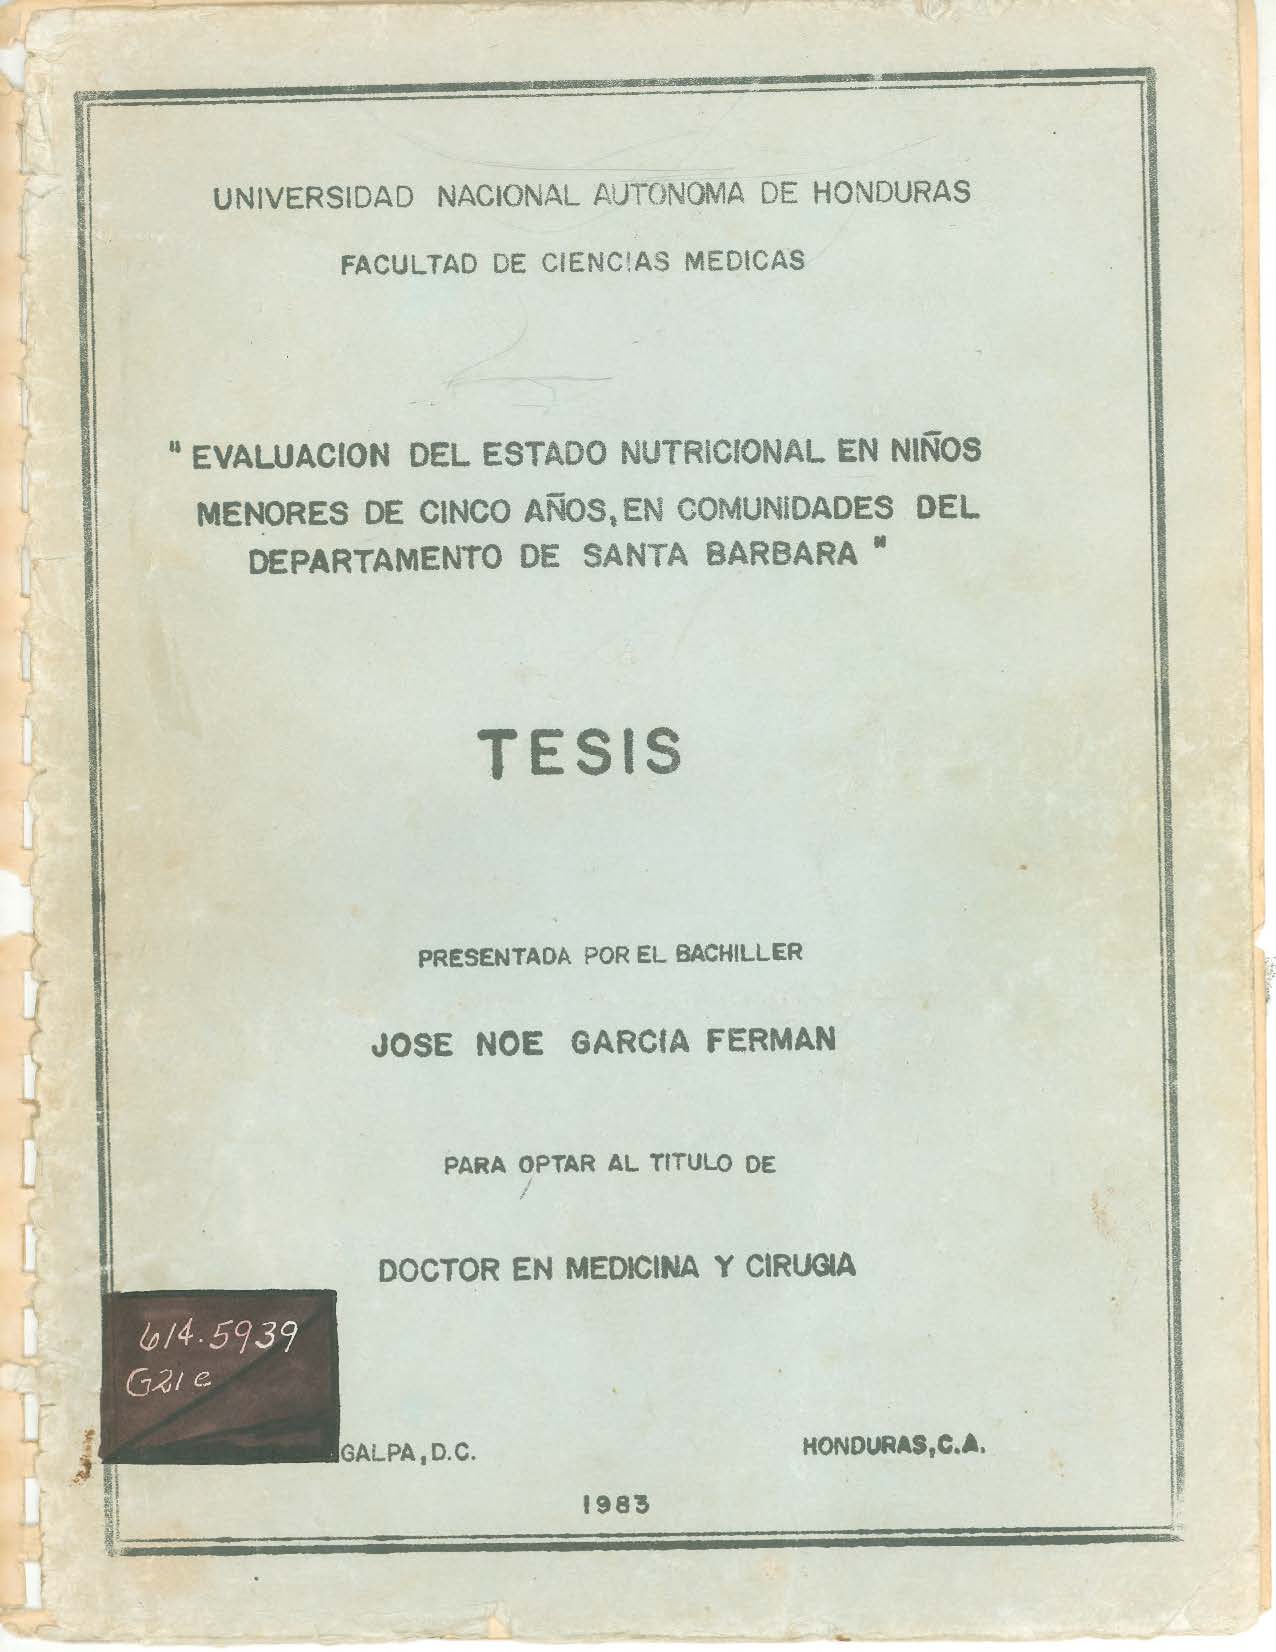 UNIVERSIDAD NACIONAL AUTONOMA DE HONDURAS
FACULTAD DE CIENCIAS MEDICAS
" EVALUACION DEL ESTADO NUTRICIONAL EN NIÑOS
MENORES DE CINCO AÑOS, EN COMUNIDADES DEL
DEPARTAMENTO DE SANTA BARBARA "
TESIS
PRESENTADA POR EL BACHILLER
JOSE NOE GARCIA FERMAN
PARA OPTAR AL TITULO DE
DOCTOR EN MEDICINA Y CIRUGIA
614.5939
G21e
GALPA, D.C. HONDURAS, C.A.
1983